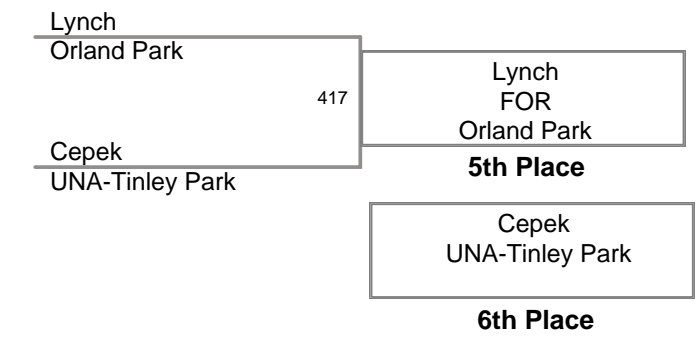 Lynch
Orland Park
417
Cepek
UNA-Tinley Park
Lynch
FOR
Orland Park
5th Place
Cepek
UNA-Tinley Park
6th Place